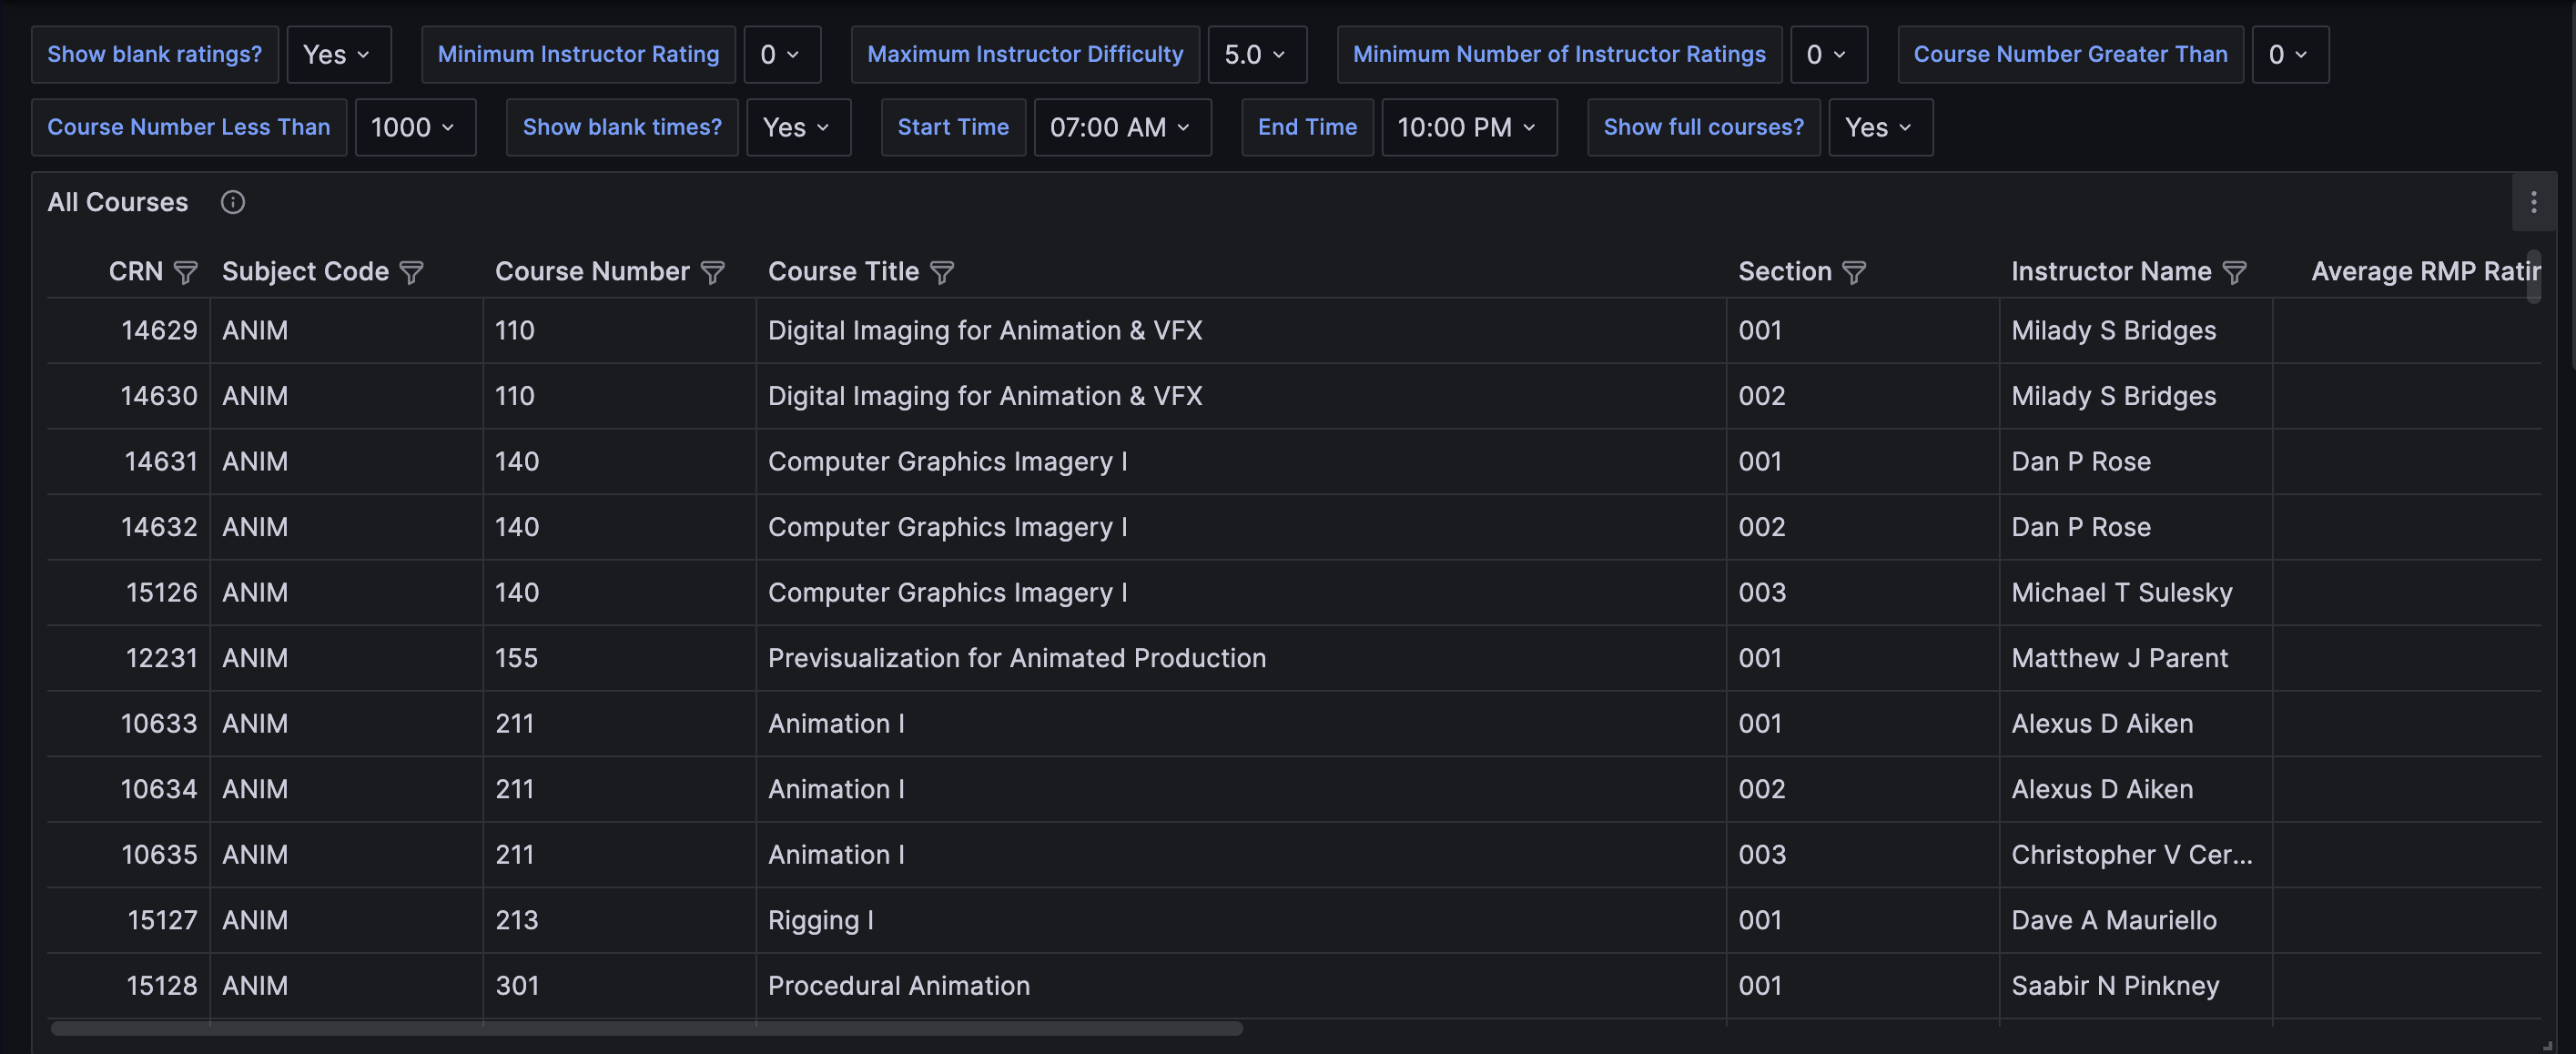 Show blank ratings? Yes Minimum Instructor Rating 0 Maximum Instructor Difficulty 5.0 Minimum Number of Instructor Ratings 0 Course Number Greater Than 0
Course Number Less Than 1000 Show blank times? Yes Start Time 07:00 AM End Time 10:00 PM Show full courses? Yes
All Courses
CRN Subject Code Course Number Course Title Section Instructor Name Average RMP Ratin
14629 ANIM 110 Digital Imaging for Animation & VFX 001 Milady S Bridges
14630 ANIM 110 Digital Imaging for Animation & VFX 002 Milady S Bridges
14631 ANIM 140 Computer Graphics Imagery I 001 Dan P Rose
14632 ANIM 140 Computer Graphics Imagery I 002 Dan P Rose
15126 ANIM 140 Computer Graphics Imagery I 003 Michael T Sulesky
12231 ANIM 155 Previsualization for Animated Production 001 Matthew J Parent
10633 ANIM 211 Animation I 001 Alexus D Aiken
10634 ANIM 211 Animation I 002 Alexus D Aiken
10635 ANIM 211 Animation I 003 Christopher V Cer...
15127 ANIM 213 Rigging I 001 Dave A Mauriello
15128 ANIM 301 Procedural Animation 001 Saabir N Pinkney